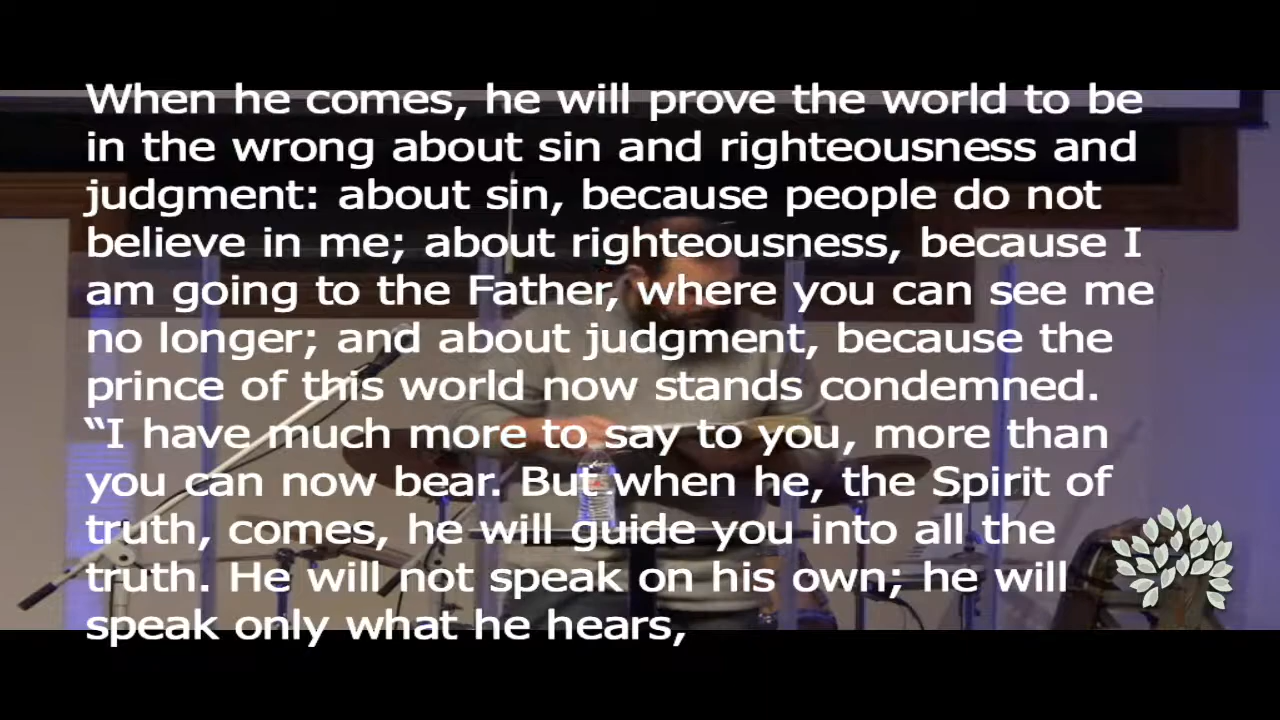 When he comes, he will prove the world to be
in the wrong about sin and righteousness and
judgment: about sin, because people do not
believe in me; about righteousness, because I
am going to the Father, where you can see me
no longer; and about judgment, because the
prince of this world now stands condemned.
“I have much more to say to you, more than
you can now bear. But when he, the Spirit of
truth, comes, he will guide you into all the
truth. He will not speak on his own; he will
speak only what he hears,